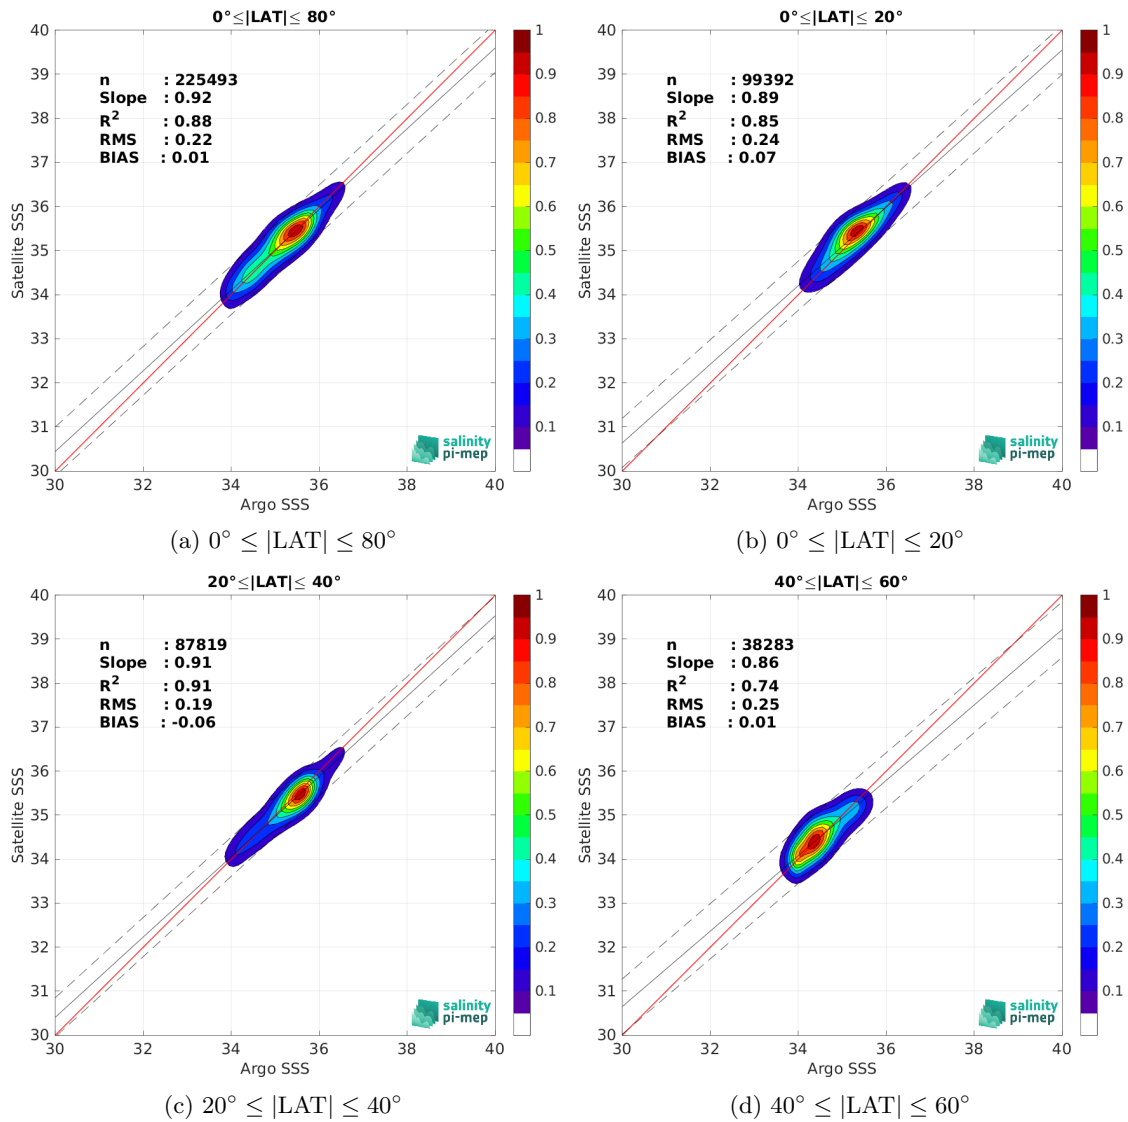 0°≤|LAT|≤ 80°
40
39
38
37
36
35
34
33
32
31
30
Satellite SSS
n : 225493
Slope : 0.92
R² : 0.88
RMS : 0.22
BIAS : 0.01
salinity
pi-mep
30 32 34 36 38 40
Argo SSS
1
0.9
0.8
0.7
0.6
0.5
0.4
0.3
0.2
0.1
(a) 0° ≤ |LAT| ≤ 80°
0°≤|LAT|≤ 20°
40
39
38
37
36
35
34
33
32
31
30
Satellite SSS
n : 99392
Slope : 0.89
R² : 0.85
RMS : 0.24
BIAS : 0.07
salinity
pi-mep
30 32 34 36 38 40
Argo SSS
1
0.9
0.8
0.7
0.6
0.5
0.4
0.3
0.2
0.1
(b) 0° ≤ |LAT| ≤ 20°
20°≤|LAT|≤ 40°
40
39
38
37
36
35
34
33
32
31
30
Satellite SSS
n : 87819
Slope : 0.91
R² : 0.91
RMS : 0.19
BIAS : -0.06
salinity
pi-mep
30 32 34 36 38 40
Argo SSS
1
0.9
0.8
0.7
0.6
0.5
0.4
0.3
0.2
0.1
(c) 20° ≤ |LAT| ≤ 40°
40°≤|LAT|≤ 60°
40
39
38
37
36
35
34
33
32
31
30
Satellite SSS
n : 38283
Slope : 0.86
R² : 0.74
RMS : 0.25
BIAS : 0.01
salinity
pi-mep
30 32 34 36 38 40
Argo SSS
1
0.9
0.8
0.7
0.6
0.5
0.4
0.3
0.2
0.1
(d) 40° ≤ |LAT| ≤ 60°